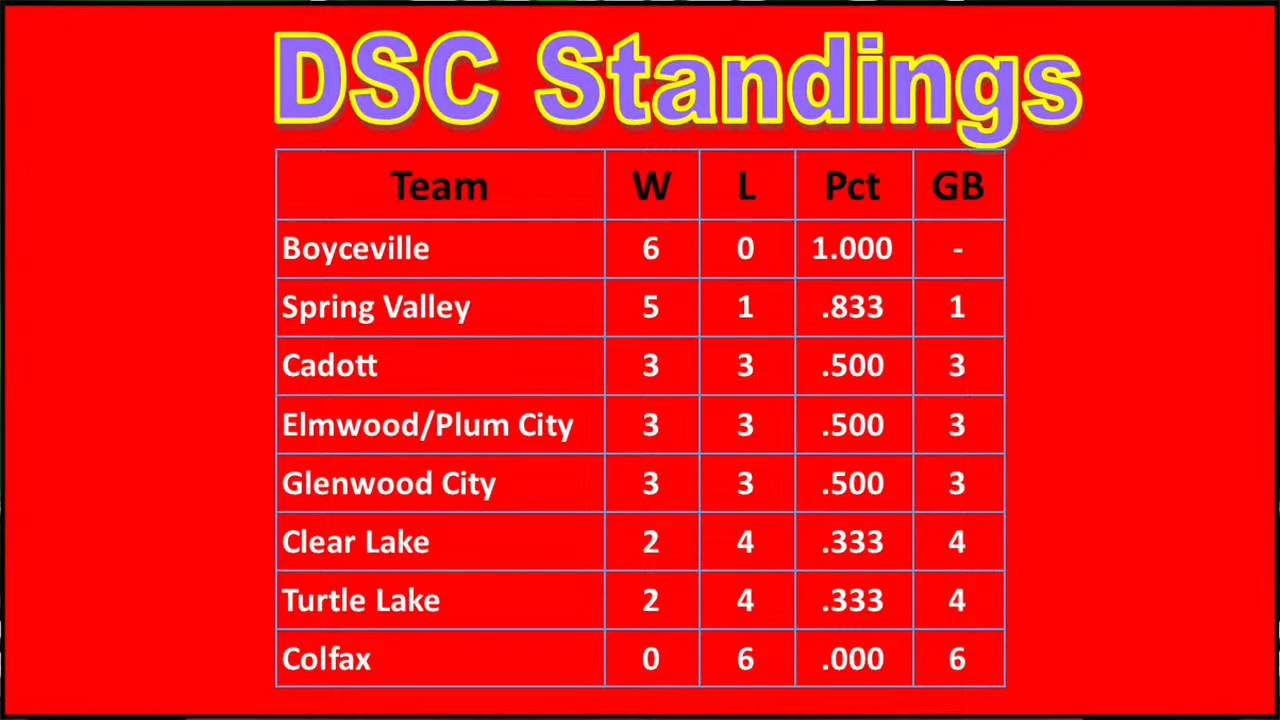 DSC Standings
Team W L Pct GB
Boyceville 6 0 1.000 -
Spring Valley 5 1 .833 1
Cadott 3 3 .500 3
Elmwood/Plum City 3 3 .500 3
Glenwood City 3 3 .500 3
Clear Lake 2 4 .333 4
Turtle Lake 2 4 .333 4
Colfax 0 6 .000 6